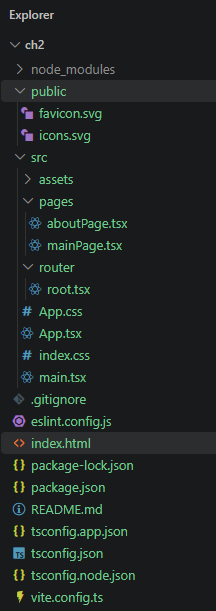 Explorer
ch2
node_modules
public
favicon.svg
icons.svg
src
assets
pages
aboutPage.tsx
mainPage.tsx
router
root.tsx
App.css
App.tsx
index.css
main.tsx
.gitignore
eslint.config.js
index.html
package-lock.json
package.json
README.md
tsconfig.app.json
tsconfig.json
tsconfig.node.json
vite.config.ts